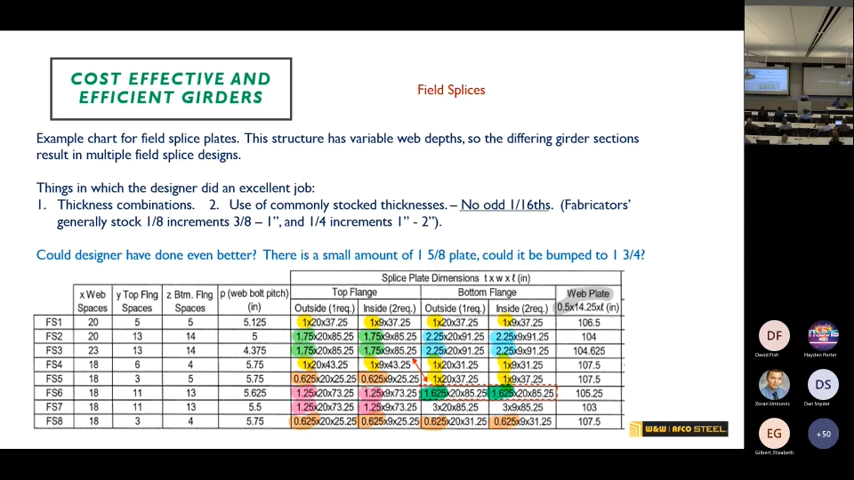 COST EFFECTIVE AND
EFFICIENT GIRDERS
Field Splices
Example chart for field splice plates. This structure has variable web depths, so the differing girder sections
result in multiple field splice designs.
Things in which the designer did an excellent job:
1. Thickness combinations. 2. Use of commonly stocked thicknesses. – No odd 1/16ths. (Fabricators'
generally stock 1/8 increments 3/8 – 1", and 1/4 increments 1" - 2").
Could designer have done even better? There is a small amount of 1 5/8 plate, could it be bumped to 1 3/4?
Splice Plate Dimensions t x w x ℓ (in)
x Web Spaces y Top Flng Spaces z Btm. Flng Spaces p (web bolt pitch) (in) Top Flange Bottom Flange Web Plate
Outside (1req.) Inside (2req.) Outside (1req.) Inside (2req.) 0.5x14.25xℓ (in)
FS1 20 5 5 5.125 1x20x37.25 1x9x37.25 1x20x37.25 1x9x37.25 106.5
FS2 20 13 14 5 1.75x20x85.25 1.75x9x85.25 2.25x20x91.25 2.25x9x91.25 104
FS3 23 13 14 4.375 1.75x20x85.25 1.75x9x85.25 2.25x20x91.25 2.25x9x91.25 104.625
FS4 18 6 4 5.75 1x20x43.25 1x9x43.25 1x20x31.25 1x9x31.25 107.5
FS5 18 3 5 5.75 0.625x20x25.25 0.625x9x25.25 1x20x37.25 1x9x37.25 107.5
FS6 18 11 13 5.625 1.25x20x73.25 1.25x9x73.25 1.625x20x85.25 1.625x20x85.25 105.25
FS7 18 11 13 5.5 1.25x20x73.25 1.25x9x73.25 3x20x85.25 3x9x85.25 103
FS8 18 3 4 5.75 0.625x20x25.25 0.625x9x25.25 0.625x20x31.25 0.625x9x31.25 107.5
W&W | AFCO STEEL
DF
David Fish
Hayden Porter
Zoran
DS
Dan Snyder
EG
Gilbert, Elizabeth
+50